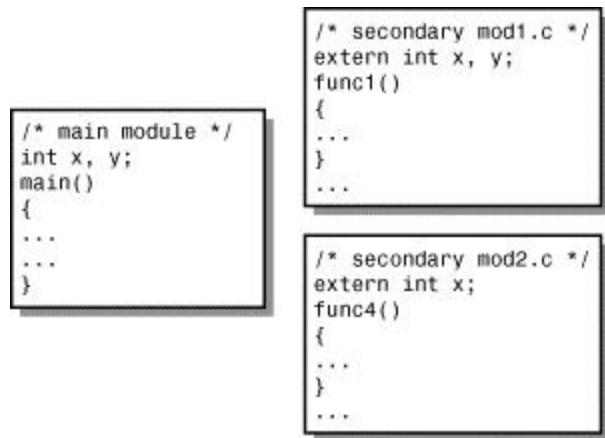 /* main module */
int x, y;
main()
{
...
...
}
/* secondary mod1.c */
extern int x, y;
func1()
{
...
}
...
/* secondary mod2.c */
extern int x;
func4()
{
...
}
...